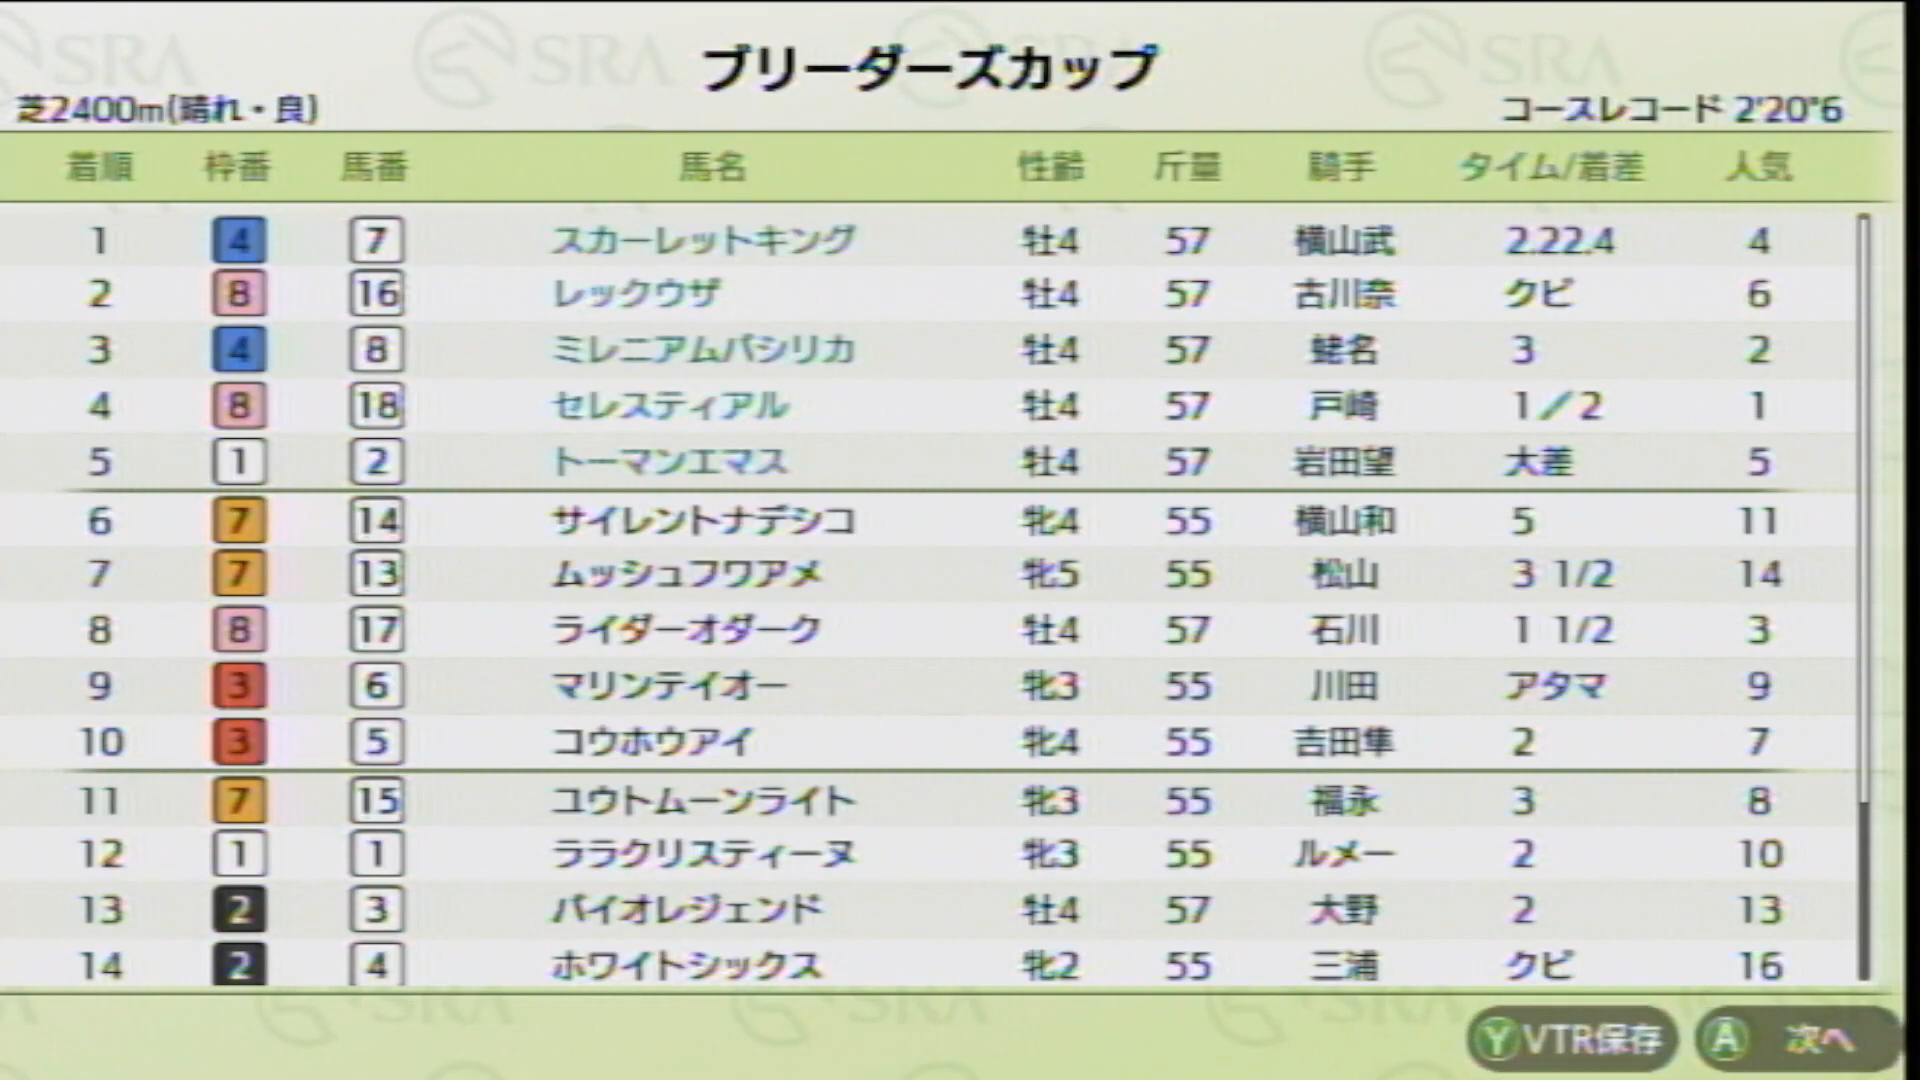 ブリーダーズカップ
芝2400m(晴れ・良) コースレコード 2'20"6
着順 枠番 馬番 馬名 性齢 斤量 騎手 タイム/着差 人気
1 4 7 スカーレットキング 牡4 57 横山武 2.22.4 4
2 8 16 レックウザ 牡4 57 古川奈 クビ 6
3 4 8 ミレニアムバシリカ 牡4 57 蛯名 3 2
4 8 18 セレスティアル 牡4 57 戸崎 1/2 1
5 1 2 トーマンエマス 牡4 57 岩田望 大差 5
6 7 14 サイレントナデシコ 牝4 55 横山和 5 11
7 7 13 ムッシュフワアメ 牝5 55 松山 3 1/2 14
8 8 17 ライダーオダーク 牡4 57 石川 1 1/2 3
9 3 6 マリンテイオー 牝3 55 川田 アタマ 9
10 3 5 コウホウアイ 牝4 55 吉田隼 2 7
11 7 15 ユウトムーンライト 牝3 55 福永 3 8
12 1 1 ララクリスティーヌ 牝3 55 ルメール 2 10
13 2 3 バイオレジェンド 牡4 57 大野 2 13
14 2 4 ホワイトシックス 牝2 55 三浦 クビ 16
Y VTR保存 A 次へ
SRA